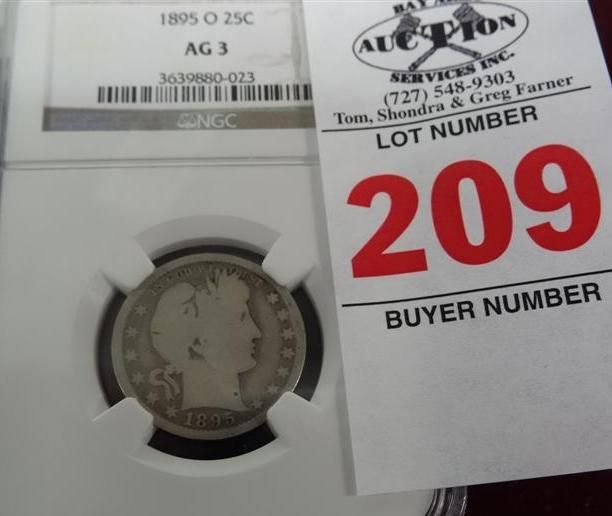 1895 O 25C
AG 3
3639880-023
NGC
1895
BAY
AUCTION
SERVICES INC.
(727) 548-9303
Tom, Shondra & Greg Farner
LOT NUMBER
209
BUYER NUMBER